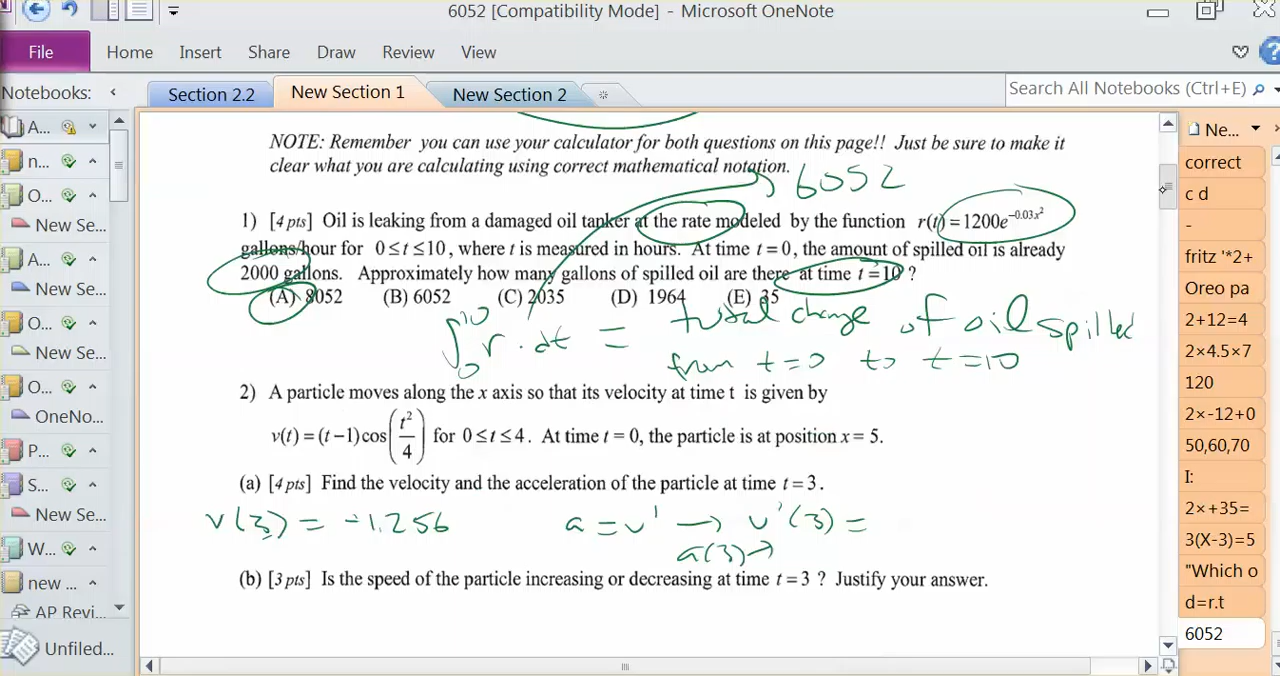 6052 [Compatibility Mode] - Microsoft OneNote
File Home Insert Share Draw Review View
Notebooks: Section 2.2 New Section 1 New Section 2 Search All Notebooks (Ctrl+E)
A...
n...
O...
New Se...
A...
New Se...
O...
New Se...
O...
OneNo...
P...
S...
New Se...
W...
new ...
AP Revi...
Unfiled...
NOTE: Remember you can use your calculator for both questions on this page!! Just be sure to make it
clear what you are calculating using correct mathematical notation.
6052
1) [4 pts] Oil is leaking from a damaged oil tanker at the rate modeled by the function r(t) = 1200e^{-0.03x^2}
gallons/hour for 0 ≤ t ≤ 10, where t is measured in hours. At time t = 0, the amount of spilled oil is already
2000 gallons. Approximately how many gallons of spilled oil are there at time t = 10 ?
(A) 8052 (B) 6052 (C) 2035 (D) 1964 (E) 35
∫_0^10 r · dt = total change of oil spilled
from t=0 to t=10
2) A particle moves along the x axis so that its velocity at time t is given by
v(t) = (t−1)cos(t²/4) for 0 ≤ t ≤ 4. At time t = 0, the particle is at position x = 5.
(a) [4 pts] Find the velocity and the acceleration of the particle at time t = 3.
v(3) = -1.256 a = v' → v'(3) =
a(3) →
(b) [3 pts] Is the speed of the particle increasing or decreasing at time t = 3 ? Justify your answer.
Ne...
correct
c d
-
fritz '*2+
Oreo pa
2+12=4
2×4.5×7
120
2×-12+0
50,60,70
I:
2×+35=
3(X-3)=5
"Which o
d=r.t
6052